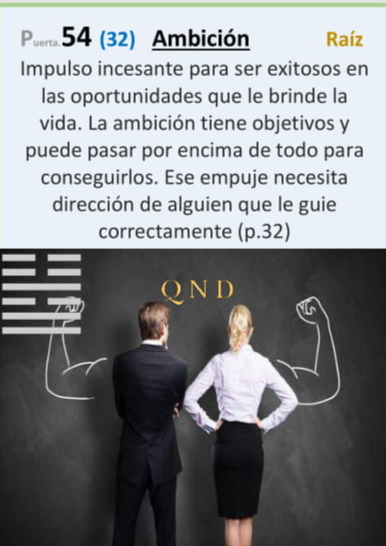 Puerta.54 (32) Ambición Raíz
Impulso incesante para ser exitosos en
las oportunidades que le brinde la
vida. La ambición tiene objetivos y
puede pasar por encima de todo para
conseguirlos. Ese empuje necesita
dirección de alguien que le guie
correctamente (p.32)
QND